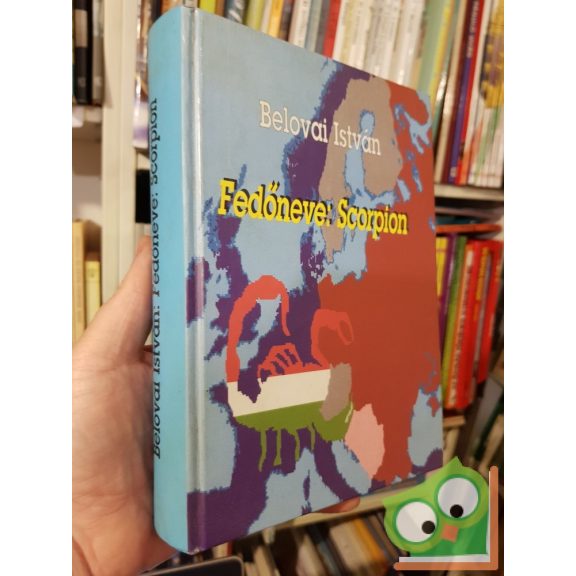 Belovai István
Fedőneve: Scorpion
Belovai István: Fedőneve: Scorpion